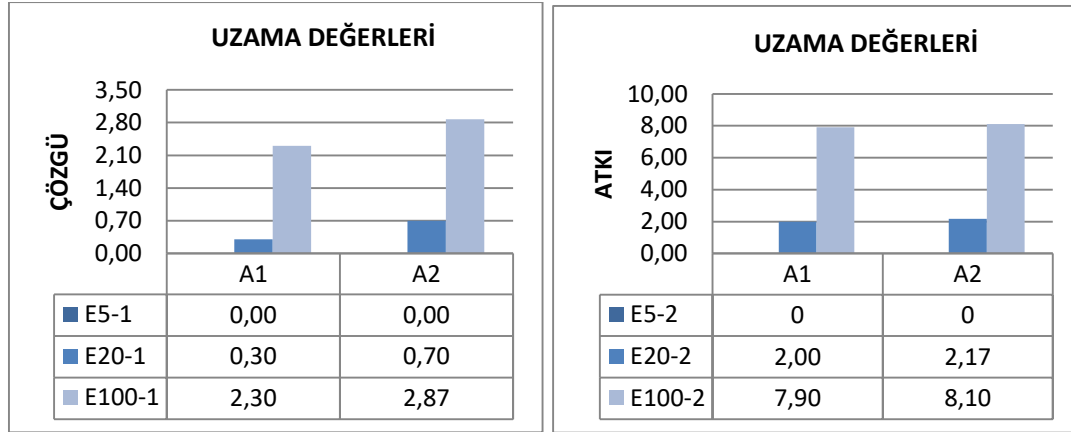 UZAMA DEĞERLERİ
ÇÖZGÜ
3,50
2,80
2,10
1,40
0,70
0,00
A1 A2
E5-1 0,00 0,00
E20-1 0,30 0,70
E100-1 2,30 2,87
UZAMA DEĞERLERİ
ATKI
10,00
8,00
6,00
4,00
2,00
0,00
A1 A2
E5-2 0 0
E20-2 2,00 2,17
E100-2 7,90 8,10